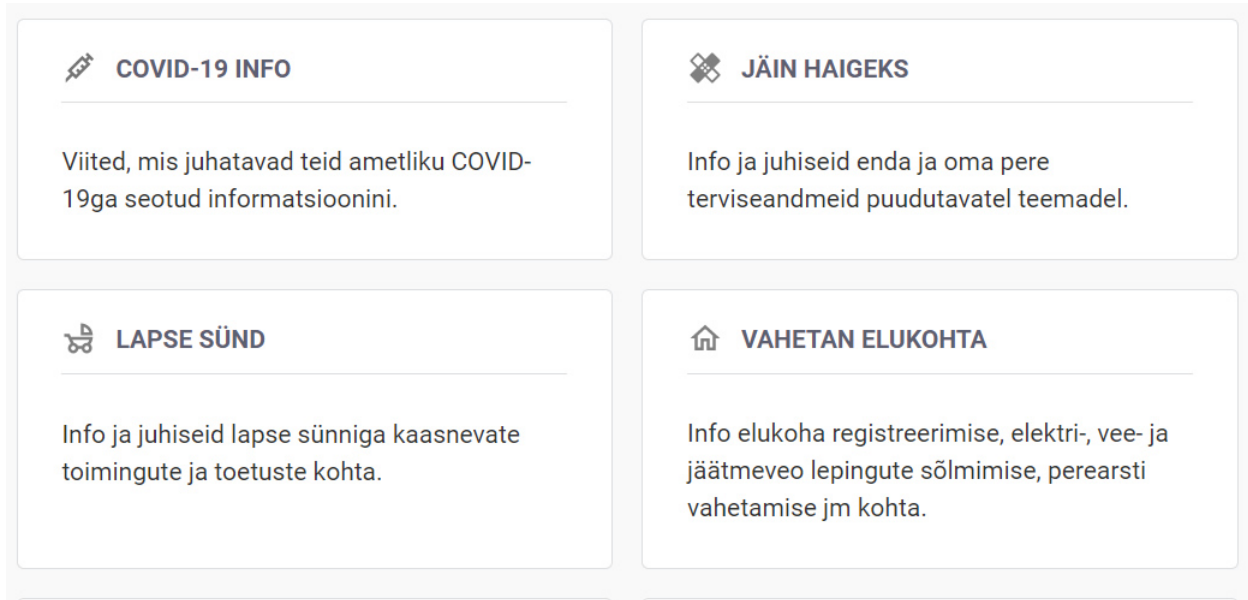 COVID-19 INFO
Viited, mis juhatavad teid ametliku COVID-
19ga seotud informatsioonini.
JÄIN HAIGEKS
Info ja juhiseid enda ja oma pere
terviseandmeid puudutavatel teemadel.
LAPSE SÜND
Info ja juhiseid lapse sünniga kaasnevate
toimingute ja toetuste kohta.
VAHETAN ELUKOHTA
Info elukoha registreerimise, elektri-, vee- ja
jäätmeveo lepingute sõlmimise, perearsti
vahetamise jm kohta.